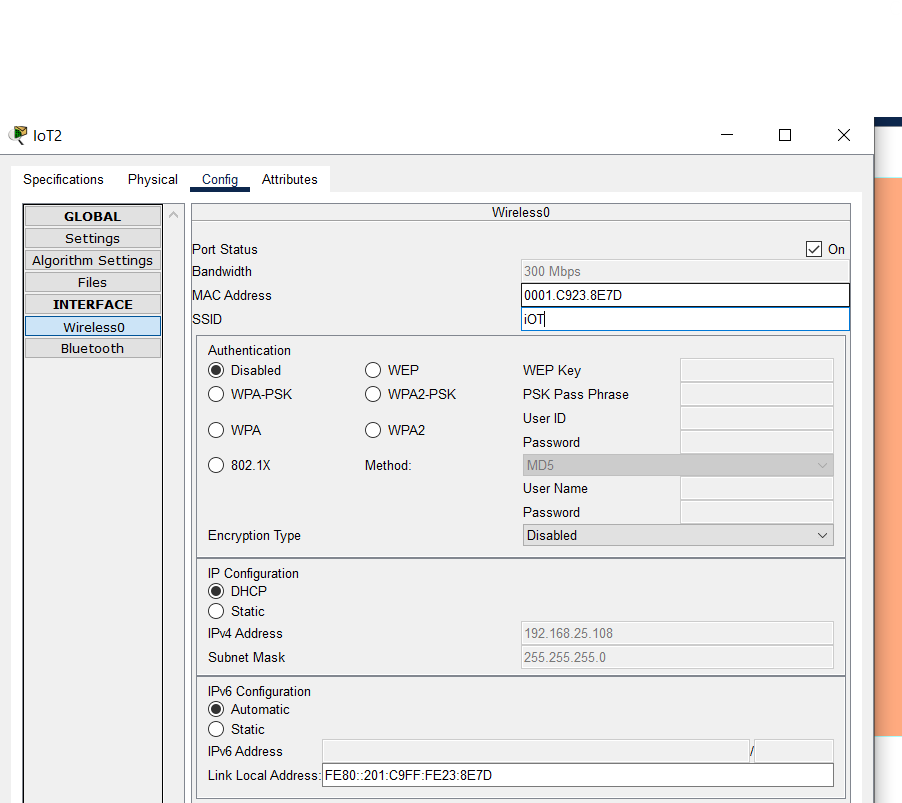 IoT2
Specifications Physical Config Attributes
GLOBAL
Settings
Algorithm Settings
Files
INTERFACE
Wireless0
Bluetooth
Wireless0
Port Status On
Bandwidth 300 Mbps
MAC Address 0001.C923.8E7D
SSID iOT
Authentication
Disabled WEP WEP Key
WPA-PSK WPA2-PSK PSK Pass Phrase
User ID
WPA WPA2
Password
802.1X Method: MD5
User Name
Password
Encryption Type Disabled
IP Configuration
DHCP
Static
IPv4 Address 192.168.25.108
Subnet Mask 255.255.255.0
IPv6 Configuration
Automatic
Static
IPv6 Address /
Link Local Address: FE80::201:C9FF:FE23:8E7D